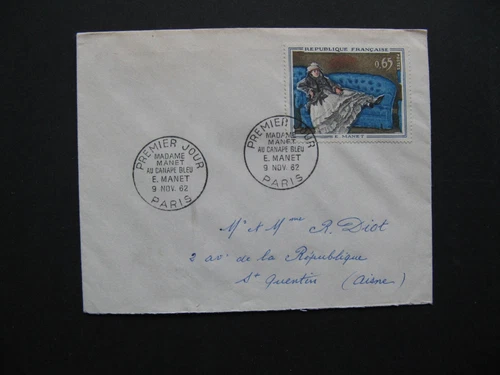 REPUBLIQUE FRANÇAISE
0,65
POSTES
E. MANET
PREMIER JOUR
MADAME
MANET
AU CANAPE BLEU
E. MANET
9 NOV. 62
PARIS
PREMIER JOUR
MADAME
MANET
AU CANAPE BLEU
E. MANET
9 NOV. 62
PARIS
Mr & Mme R. Diot
2 av. de la République
St Quentin (Aisne)